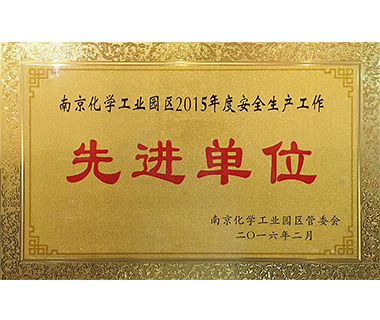 南京化学工业园区2015年度安全生产工作
先进单位
南京化学工业园区管委会
二〇一六年二月